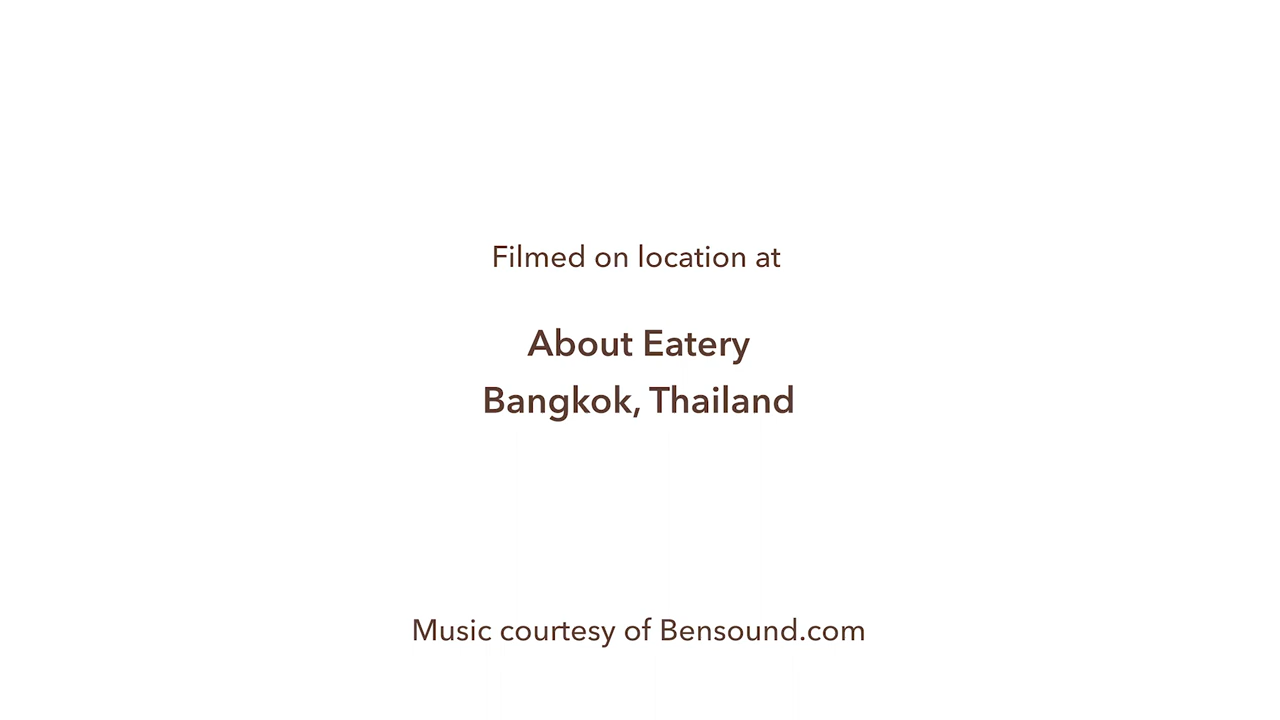 Filmed on location at
About Eatery
Bangkok, Thailand
Music courtesy of Bensound.com